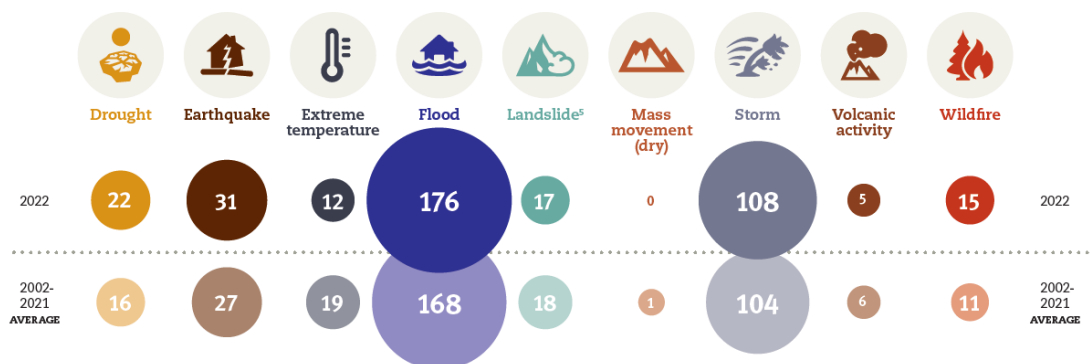 Drought
Earthquake
Extreme
temperature
Flood
Landslide⁵
Mass
movement
(dry)
Storm
Volcanic
activity
Wildfire
2022
22
31
12
176
17
0
108
5
15
2022
2002-
2021
AVERAGE
16
27
19
168
18
1
104
6
11
2002-
2021
AVERAGE